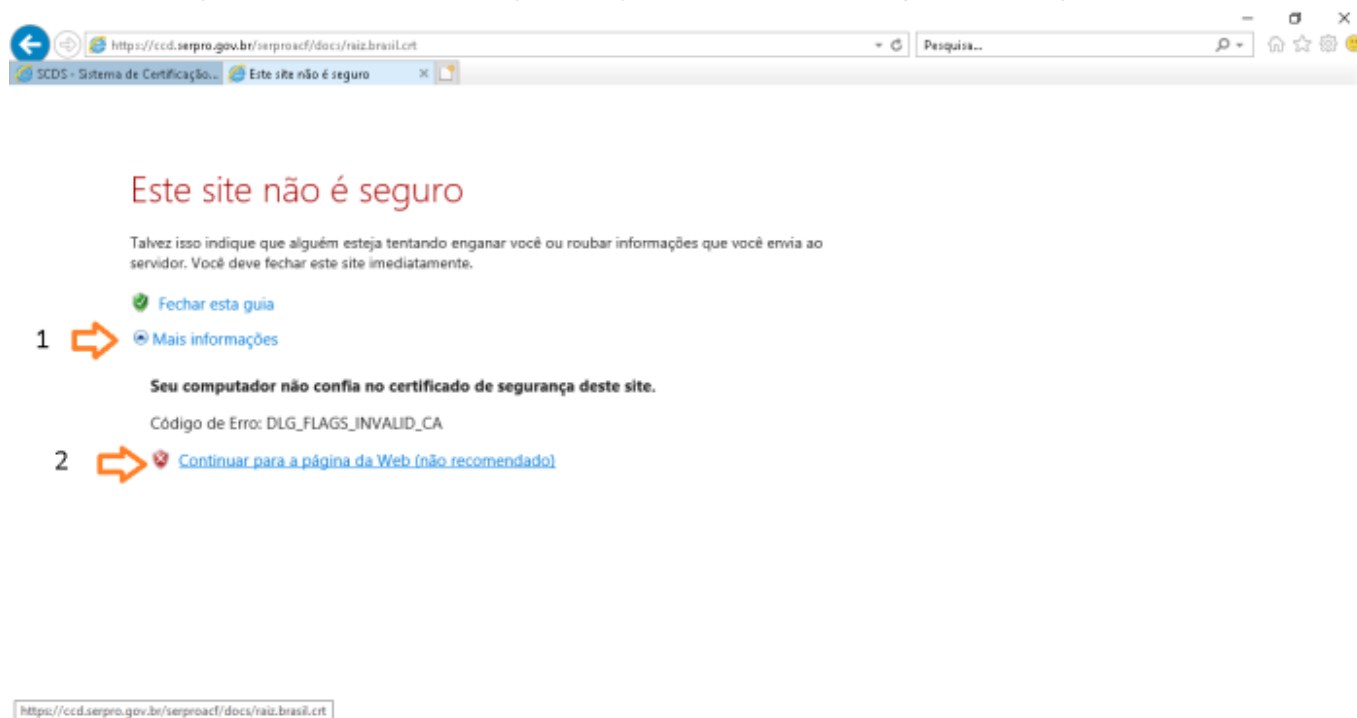 https://ccd.serpro.gov.br/serproacf/docs/raiz.brasil.crt
Pesquisa...
SCDS - Sistema de Certificação...
Este site não é seguro
Este site não é seguro
Talvez isso indique que alguém esteja tentando enganar você ou roubar informações que você envia ao
servidor. Você deve fechar este site imediatamente.
Fechar esta guia
1
Mais informações
Seu computador não confia no certificado de segurança deste site.
Código de Erro: DLG_FLAGS_INVALID_CA
2
Continuar para a página da Web (não recomendado)
https://ccd.serpro.gov.br/serproacf/docs/raiz.brasil.crt